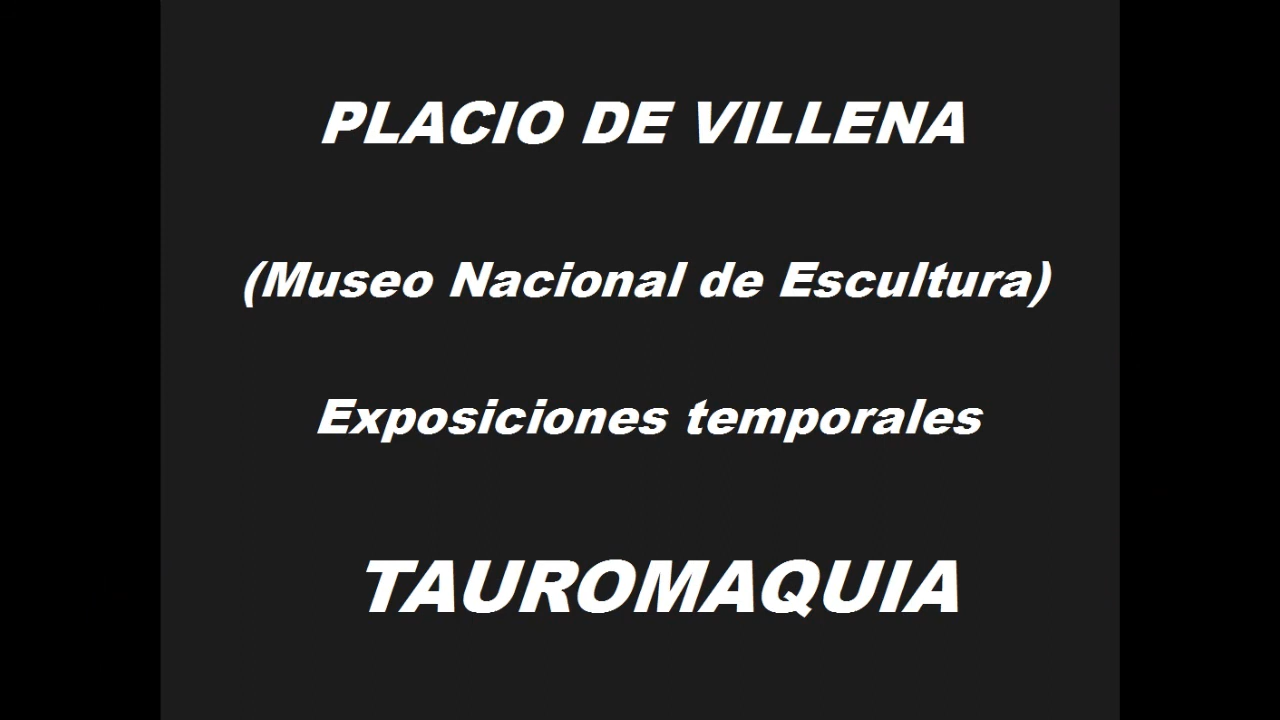 PLACIO DE VILLENA
(Museo Nacional de Escultura)
Exposiciones temporales
TAUROMAQUIA